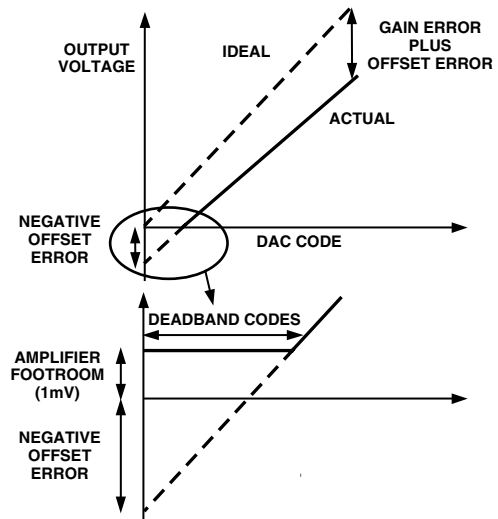 OUTPUT
VOLTAGE
IDEAL
GAIN ERROR
PLUS
OFFSET ERROR
ACTUAL
NEGATIVE
OFFSET
ERROR
DAC CODE
DEADBAND CODES
AMPLIFIER
FOOTROOM
(1mV)
NEGATIVE
OFFSET
ERROR